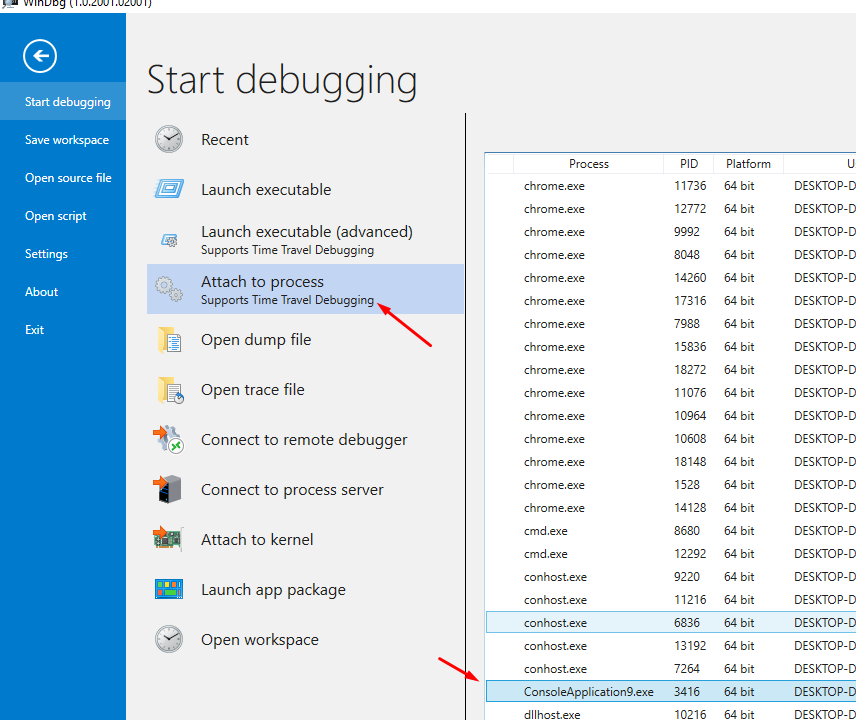 WinDbg (1.0.2001.02001)
Start debugging
Save workspace
Open source file
Open script
Settings
About
Exit
Start debugging
Recent
Launch executable
Launch executable (advanced)
Supports Time Travel Debugging
Attach to process
Supports Time Travel Debugging
Open dump file
Open trace file
Connect to remote debugger
Connect to process server
Attach to kernel
Launch app package
Open workspace
Process PID Platform U
chrome.exe 11736 64 bit DESKTOP-D
chrome.exe 12772 64 bit DESKTOP-D
chrome.exe 9992 64 bit DESKTOP-D
chrome.exe 8048 64 bit DESKTOP-D
chrome.exe 14260 64 bit DESKTOP-D
chrome.exe 17316 64 bit DESKTOP-D
chrome.exe 7988 64 bit DESKTOP-D
chrome.exe 15836 64 bit DESKTOP-D
chrome.exe 18272 64 bit DESKTOP-D
chrome.exe 11076 64 bit DESKTOP-D
chrome.exe 10964 64 bit DESKTOP-D
chrome.exe 10608 64 bit DESKTOP-D
chrome.exe 18148 64 bit DESKTOP-D
chrome.exe 1528 64 bit DESKTOP-D
chrome.exe 14128 64 bit DESKTOP-D
cmd.exe 8680 64 bit DESKTOP-D
cmd.exe 12292 64 bit DESKTOP-D
conhost.exe 9220 64 bit DESKTOP-D
conhost.exe 11216 64 bit DESKTOP-D
conhost.exe 6836 64 bit DESKTOP-D
conhost.exe 13192 64 bit DESKTOP-D
conhost.exe 7264 64 bit DESKTOP-D
ConsoleApplication9.exe 3416 64 bit DESKTOP-D
dllhost.exe 10216 64 bit DESKTOP-D